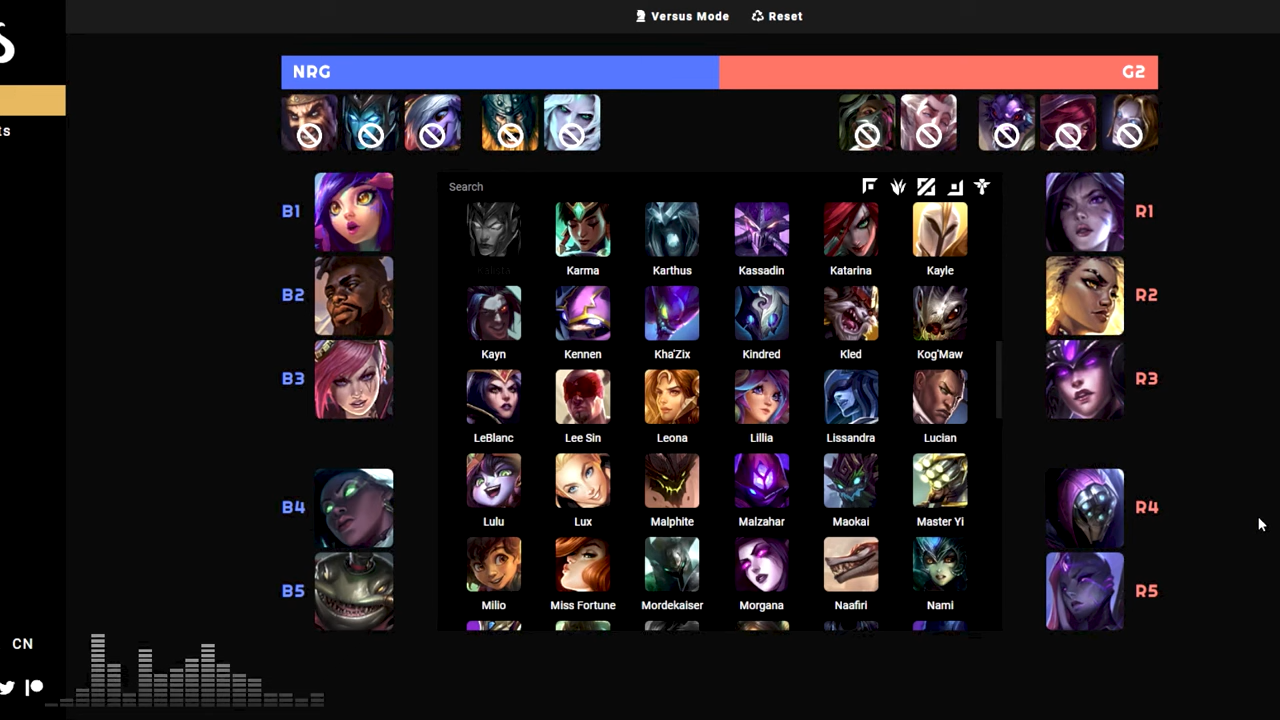 Versus Mode Reset
NRG G2
S
TS
Search
B1 R1
B2 R2
B3 R3
B4 R4
B5 R5
Kalista Karma Karthus Kassadin Katarina Kayle
Kayn Kennen Kha'Zix Kindred Kled Kog'Maw
LeBlanc Lee Sin Leona Lillia Lissandra Lucian
Lulu Lux Malphite Malzahar Maokai Master Yi
Milio Miss Fortune Mordekaiser Morgana Naafiri Nami
CN